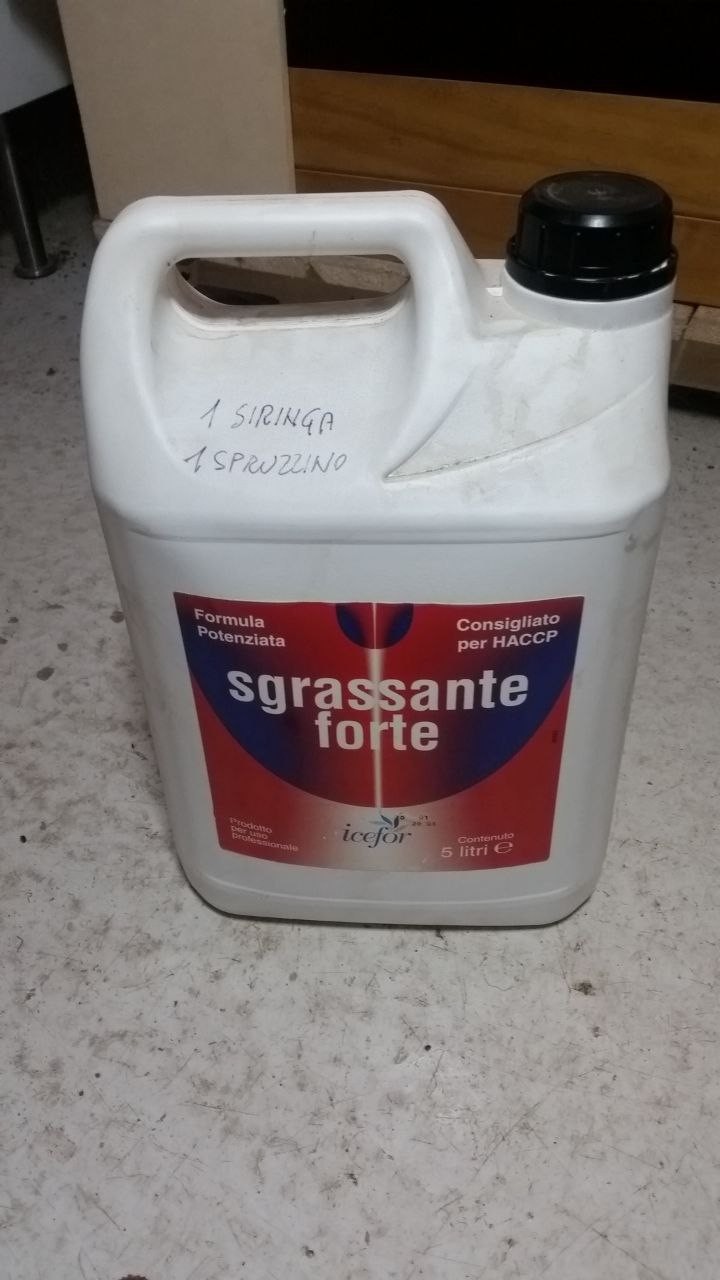 1 SIRINGA
1 SPRUZZINO
Formula
Potenziata
Consigliato
per HACCP
sgrassante
forte
Prodotto
per uso
professionale
icefor
Contenuto
5 litri e